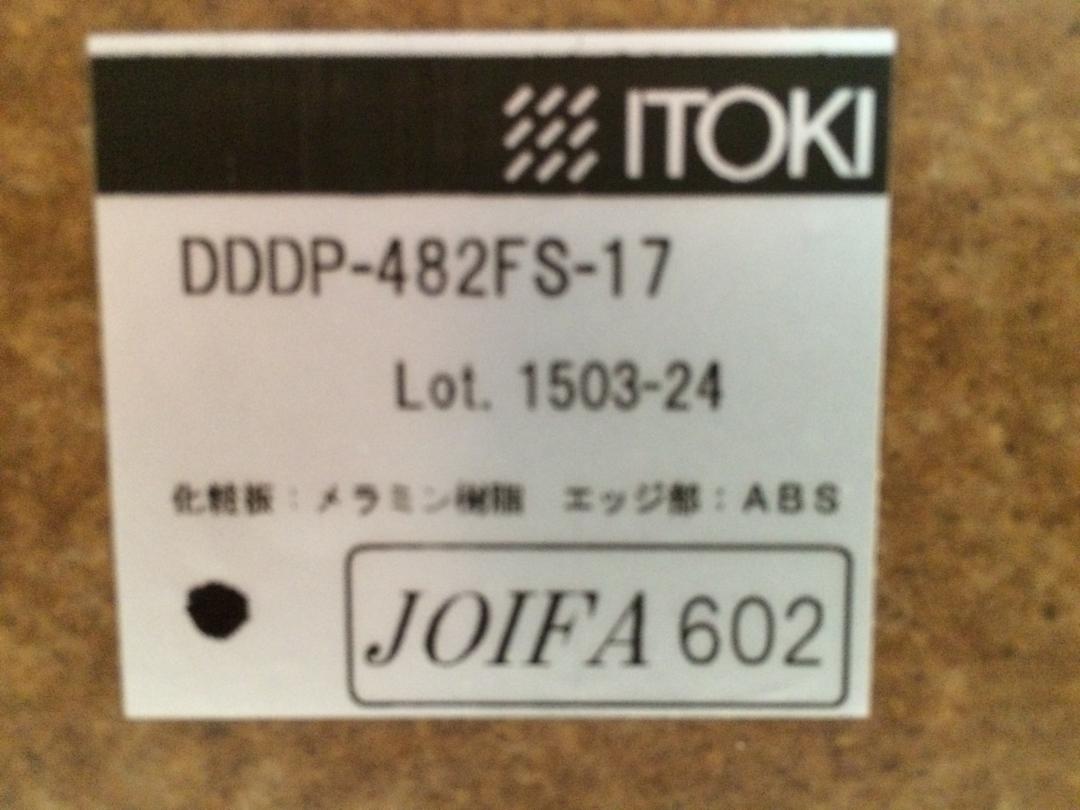 ITOKI
DDDP-482FS-17
Lot. 1503-24
化粧板：メラミン樹脂 エッジ部：ABS
JOIFA 602